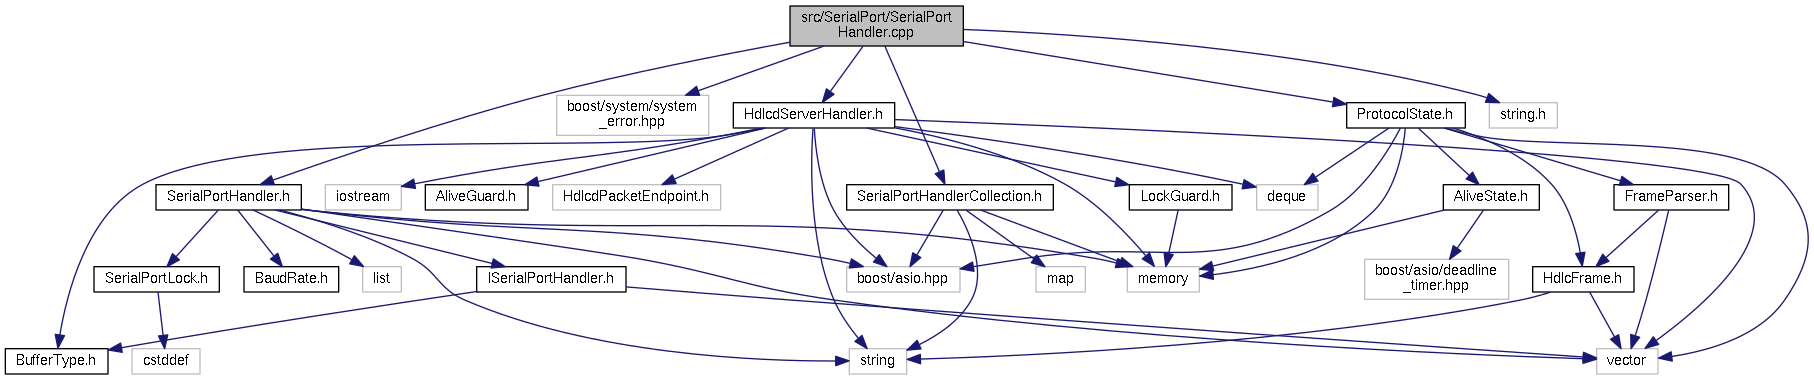 src/SerialPort/SerialPort
Handler.cpp
boost/system/system
_error.hpp
HdlcdServerHandler.h
ProtocolState.h
string.h
SerialPortHandler.h
iostream
AliveGuard.h
HdlcdPacketEndpoint.h
SerialPortHandlerCollection.h
LockGuard.h
deque
AliveState.h
FrameParser.h
SerialPortLock.h
BaudRate.h
list
ISerialPortHandler.h
boost/asio.hpp
map
memory
boost/asio/deadline
_timer.hpp
HdlcFrame.h
BufferType.h
cstddef
string
vector